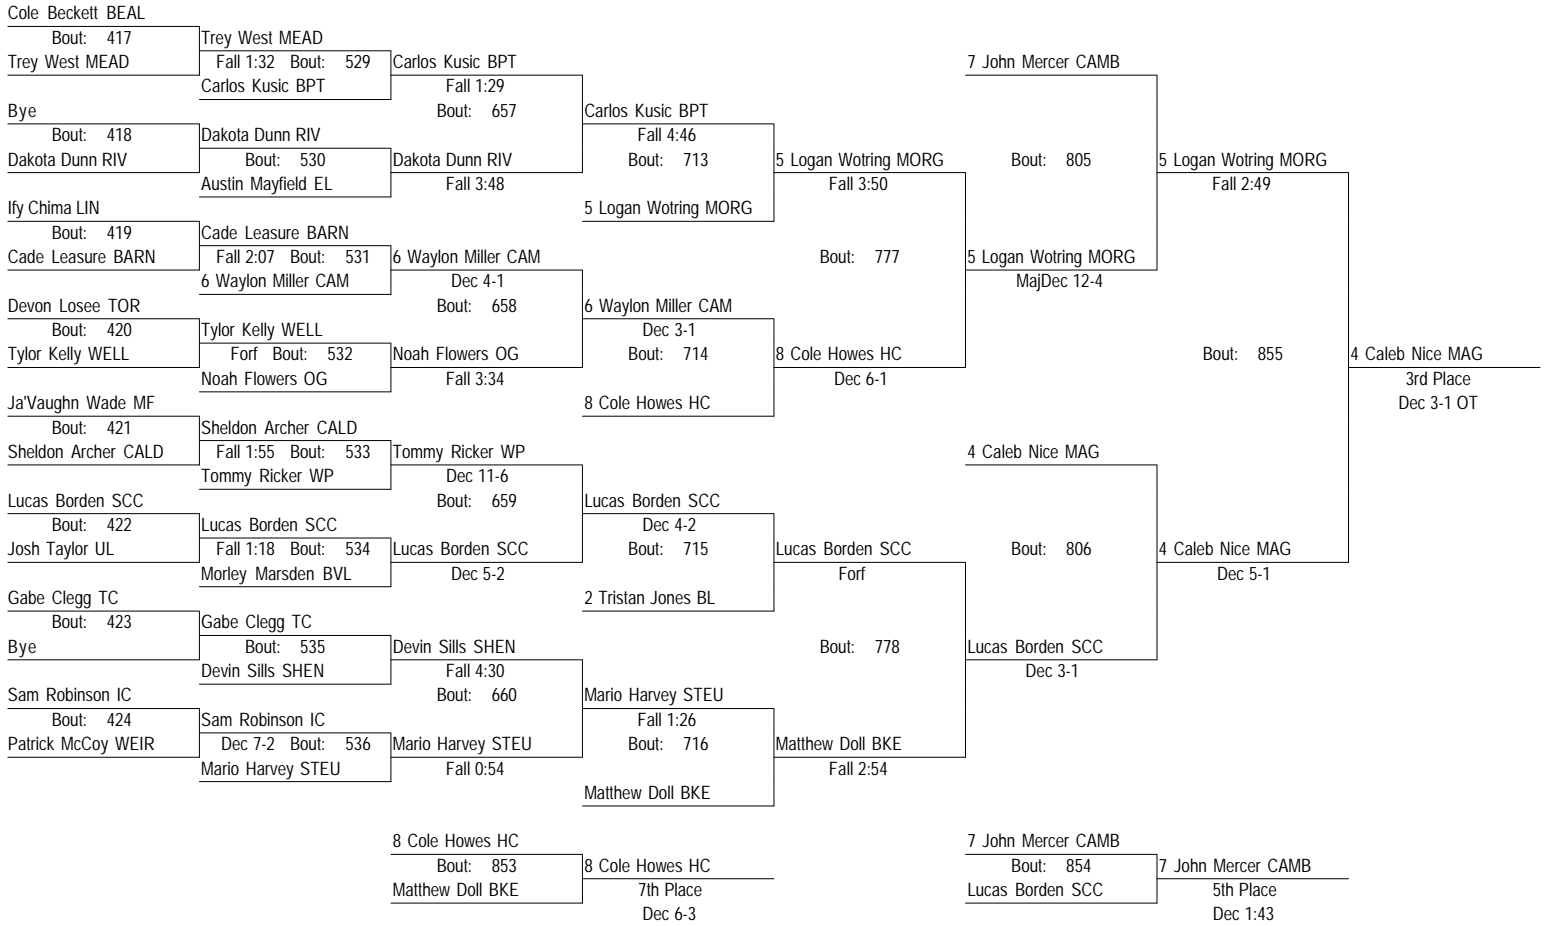 Cole Beckett BEAL
Bout: 417 Trey West MEAD
Trey West MEAD Fall 1:32 Bout: 529 Carlos Kusic BPT 7 John Mercer CAMB
Carlos Kusic BPT Fall 1:29
Bye Bout: 657 Carlos Kusic BPT
Bout: 418 Dakota Dunn RIV Fall 4:46
Dakota Dunn RIV Bout: 530 Dakota Dunn RIV Bout: 713 5 Logan Wotring MORG Bout: 805 5 Logan Wotring MORG
Austin Mayfield EL Fall 3:48 Fall 3:50 Fall 2:49
Ify Chima LIN 5 Logan Wotring MORG
Bout: 419 Cade Leasure BARN
Cade Leasure BARN Fall 2:07 Bout: 531 6 Waylon Miller CAM Bout: 777 5 Logan Wotring MORG
6 Waylon Miller CAM Dec 4-1 MajDec 12-4
Devon Losee TOR Bout: 658 6 Waylon Miller CAM
Bout: 420 Tylor Kelly WELL Dec 3-1
Tylor Kelly WELL Forf Bout: 532 Noah Flowers OG Bout: 714 8 Cole Howes HC Bout: 855 4 Caleb Nice MAG
Noah Flowers OG Fall 3:34 Dec 6-1 3rd Place
Ja'Vaughn Wade MF 8 Cole Howes HC Dec 3-1 OT
Bout: 421 Sheldon Archer CALD
Sheldon Archer CALD Fall 1:55 Bout: 533 Tommy Ricker WP 4 Caleb Nice MAG
Tommy Ricker WP Dec 11-6
Lucas Borden SCC Bout: 659 Lucas Borden SCC
Bout: 422 Lucas Borden SCC Dec 4-2
Josh Taylor UL Fall 1:18 Bout: 534 Lucas Borden SCC Bout: 715 Lucas Borden SCC Bout: 806 4 Caleb Nice MAG
Morley Marsden BVL Dec 5-2 Forf Dec 5-1
Gabe Clegg TC 2 Tristan Jones BL
Bout: 423 Gabe Clegg TC
Bye Bout: 535 Devin Sills SHEN Bout: 778 Lucas Borden SCC
Devin Sills SHEN Fall 4:30 Dec 3-1
Sam Robinson IC Bout: 660 Mario Harvey STEU
Bout: 424 Sam Robinson IC Fall 1:26
Patrick McCoy WEIR Dec 7-2 Bout: 536 Mario Harvey STEU Bout: 716 Matthew Doll BKE
Mario Harvey STEU Fall 0:54 Fall 2:54
Matthew Doll BKE
8 Cole Howes HC 7 John Mercer CAMB
Bout: 853 8 Cole Howes HC Bout: 854 7 John Mercer CAMB
Matthew Doll BKE 7th Place Lucas Borden SCC 5th Place
Dec 6-3 Dec 1:43